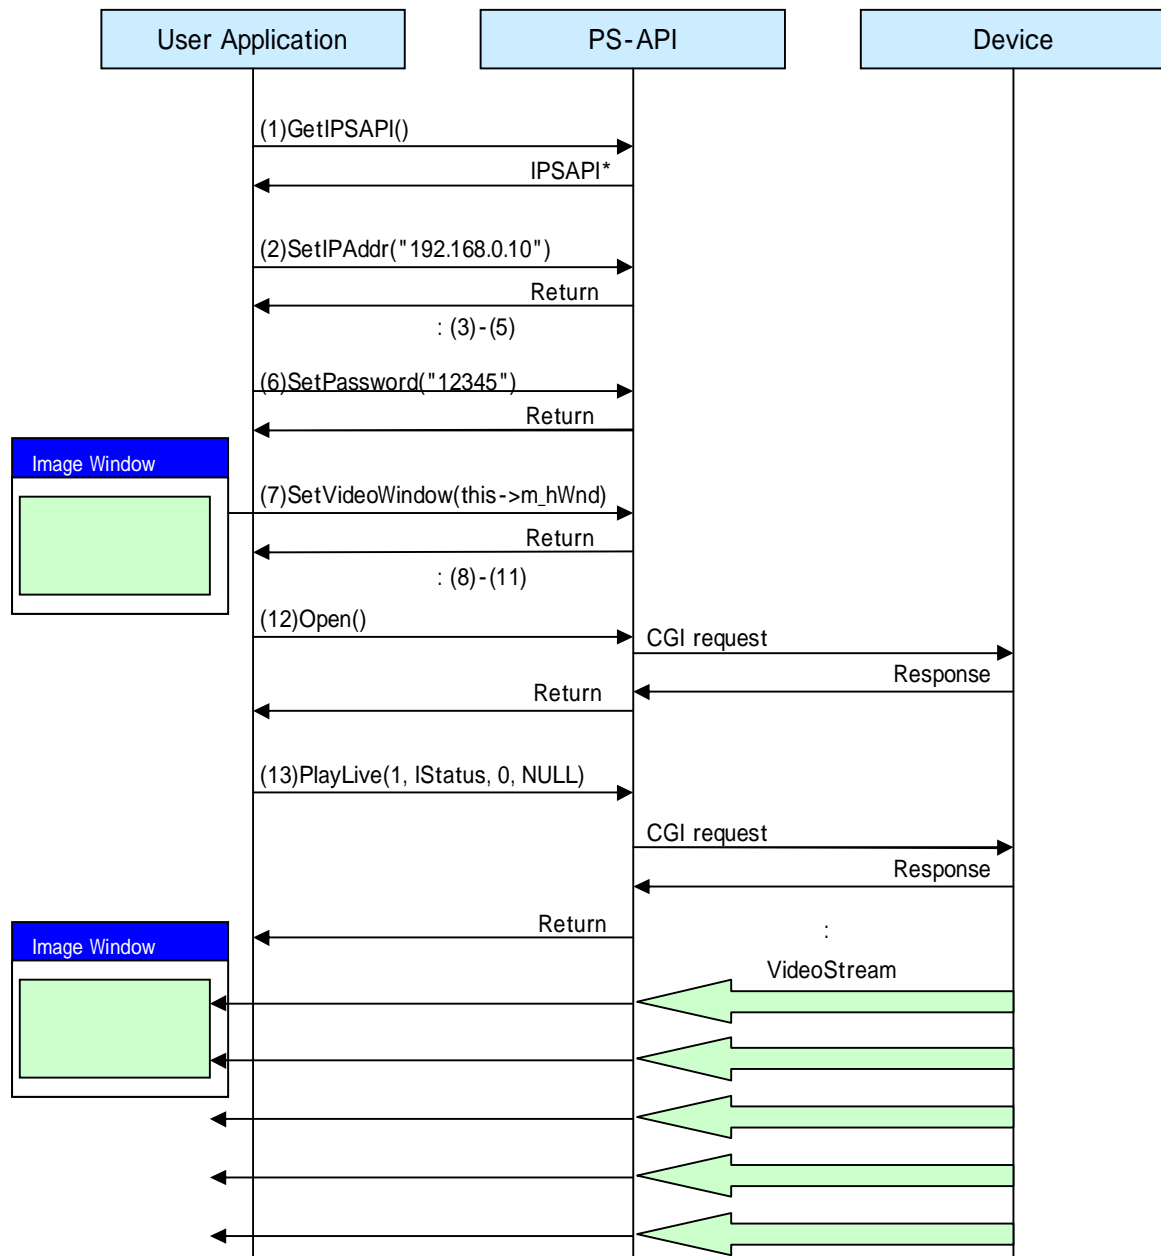 User Application
PS-API
Device
(1)GetIPSAPI()
IPSAPI*
(2)SetIPAddr("192.168.0.10")
Return
: (3)-(5)
(6)SetPassword("12345")
Return
Image Window
(7)SetVideoWindow(this->m_hWnd)
Return
: (8)-(11)
(12)Open()
CGI request
Response
Return
(13)PlayLive(1, lStatus, 0, NULL)
CGI request
Response
Return
:
Image Window
VideoStream